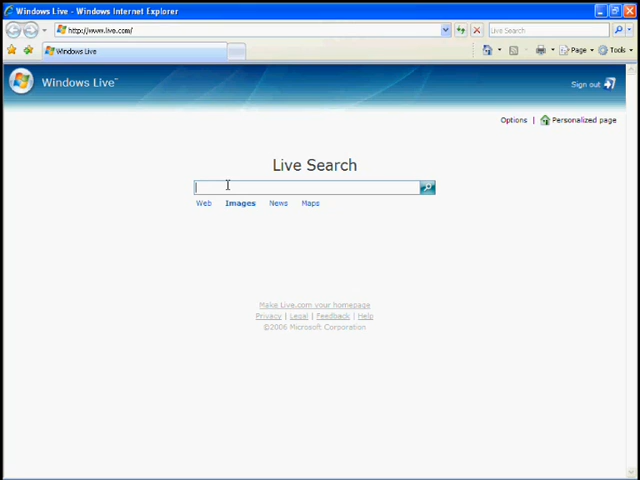 Windows Live - Windows Internet Explorer
http://www.live.com/
Live Search
Windows Live
Page
Tools
Windows Live™
Sign out
Options | Personalized page
Live Search
Web Images News Maps
Make Live.com your homepage
Privacy | Legal | Feedback | Help
©2006 Microsoft Corporation